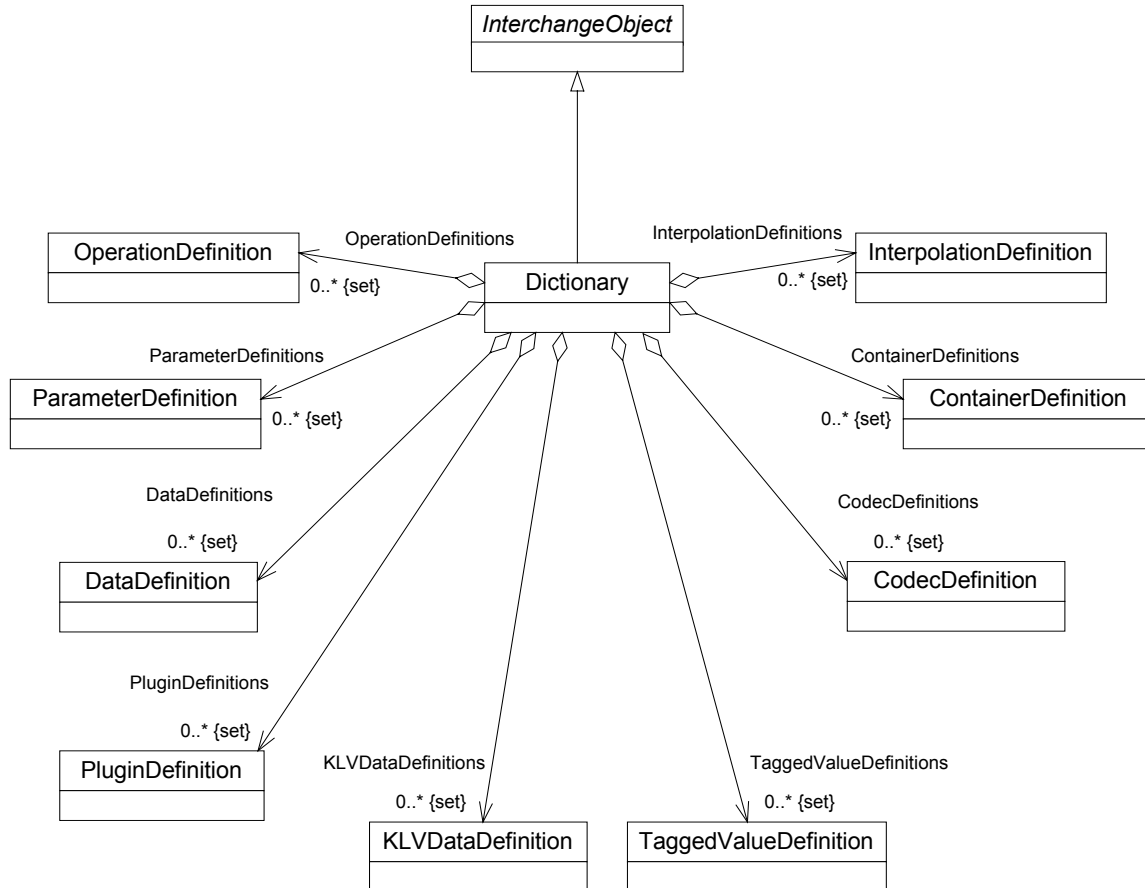 InterchangeObject
OperationDefinitions
InterpolationDefinitions
OperationDefinition
Dictionary
InterpolationDefinition
0..* {set}
0..* {set}
ParameterDefinitions
ContainerDefinitions
ParameterDefinition
ContainerDefinition
0..* {set}
0..* {set}
DataDefinitions
CodecDefinitions
0..* {set}
0..* {set}
DataDefinition
CodecDefinition
PluginDefinitions
0..* {set}
PluginDefinition
KLVDataDefinitions
TaggedValueDefinitions
0..* {set}
0..* {set}
KLVDataDefinition
TaggedValueDefinition